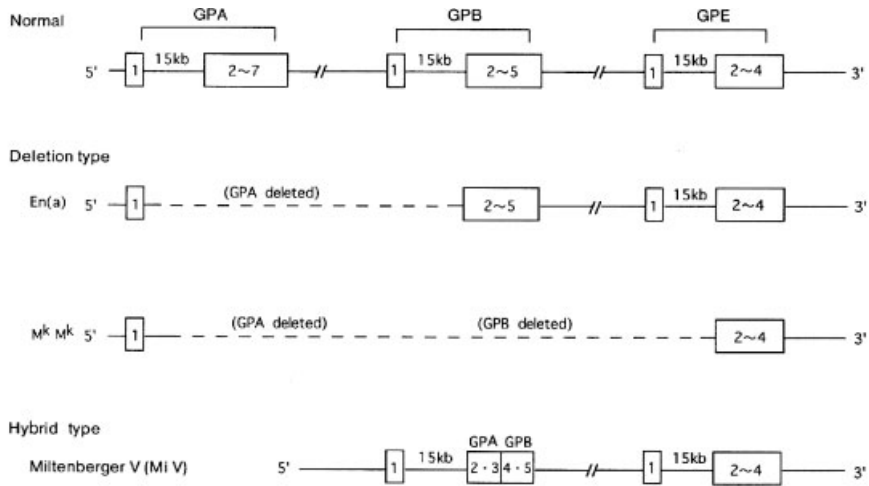 Normal
GPA GPB GPE
5' 1 15kb 2~7 // 1 15kb 2~5 // 1 15kb 2~4 3'
Deletion type
En(a) 5' 1 (GPA deleted) 2~5 // 1 15kb 2~4 3'
Mᵏ Mᵏ 5' 1 (GPA deleted) (GPB deleted) 2~4 3'
Hybrid type
GPA GPB
Miltenberger V (Mi V) 5' 1 15kb 2·3 4·5 // 1 15kb 2~4 3'